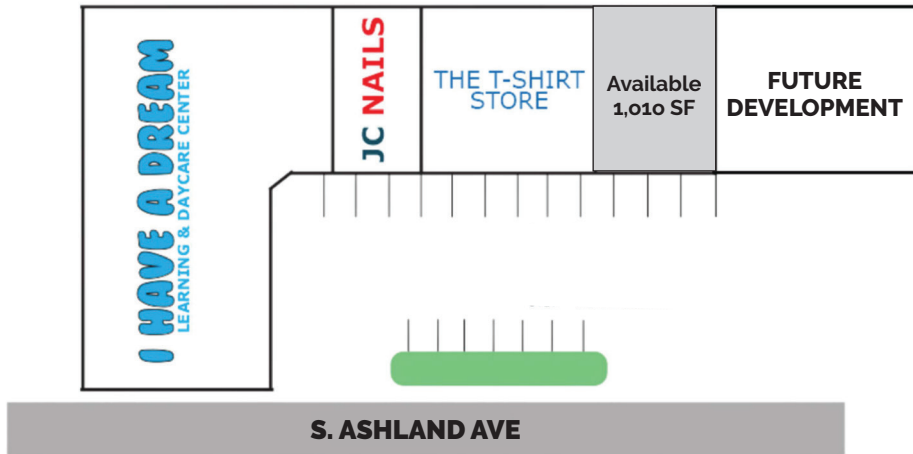 I HAVE A DREAM
LEARNING & DAYCARE CENTER
JC NAILS
THE T-SHIRT
STORE
Available
1,010 SF
FUTURE
DEVELOPMENT
S. ASHLAND AVE